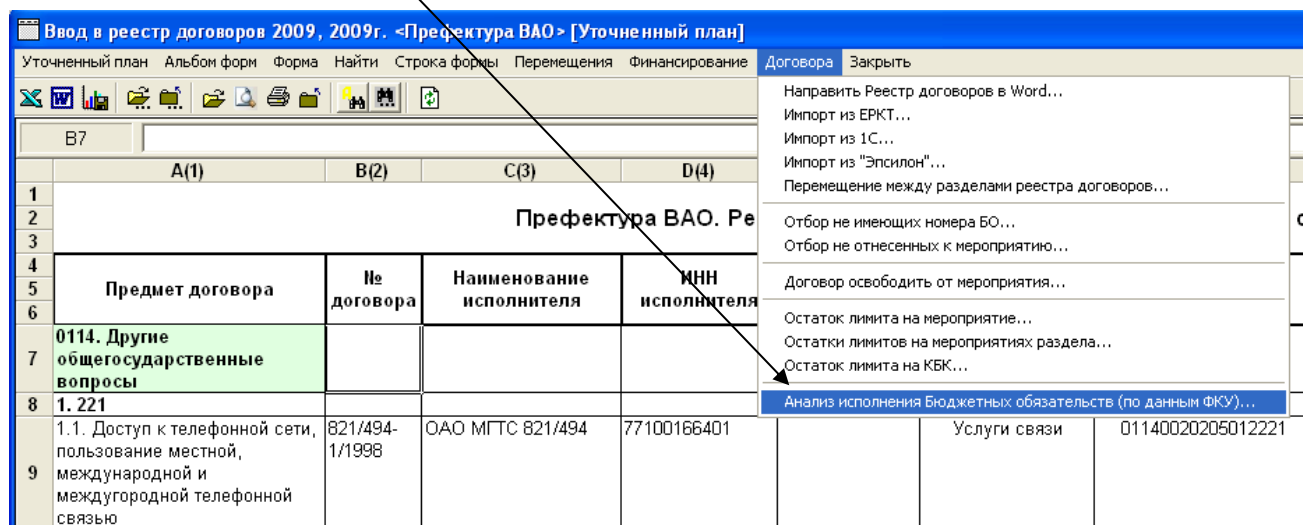 Ввод в реестр договоров 2009, 2009г. <Префектура ВАО> [Уточненный план]
Уточненный план Альбом форм Форма Найти Строка формы Перемещения Финансирование Договора Закрыть
Направить Реестр договоров в Word...
Импорт из ЕРКТ...
Импорт из 1С...
Импорт из "Эпсилон"...
Перемещение между разделами реестра договоров...
Отбор не имеющих номера БО...
Отбор не отнесенных к мероприятию...
Договор освободить от мероприятия...
Остаток лимита на мероприятие...
Остатки лимитов на мероприятиях раздела...
Остаток лимита на КБК...
Анализ исполнения Бюджетных обязательств (по данным ФКУ)...
B7
A(1) B(2) C(3) D(4)
1
2 Префектура ВАО. Ре
3
4
5
6
Предмет договора
№ договора
Наименование исполнителя
ИНН исполнителя
7
0114. Другие
общегосударственные
вопросы
8 1. 221
9
1.1. Доступ к телефонной сети,
пользование местной,
международной и
междугородной телефонной
связью
821/494-
1/1998
ОАО МГТС 821/494
77100166401
Услуги связи
01140020205012221